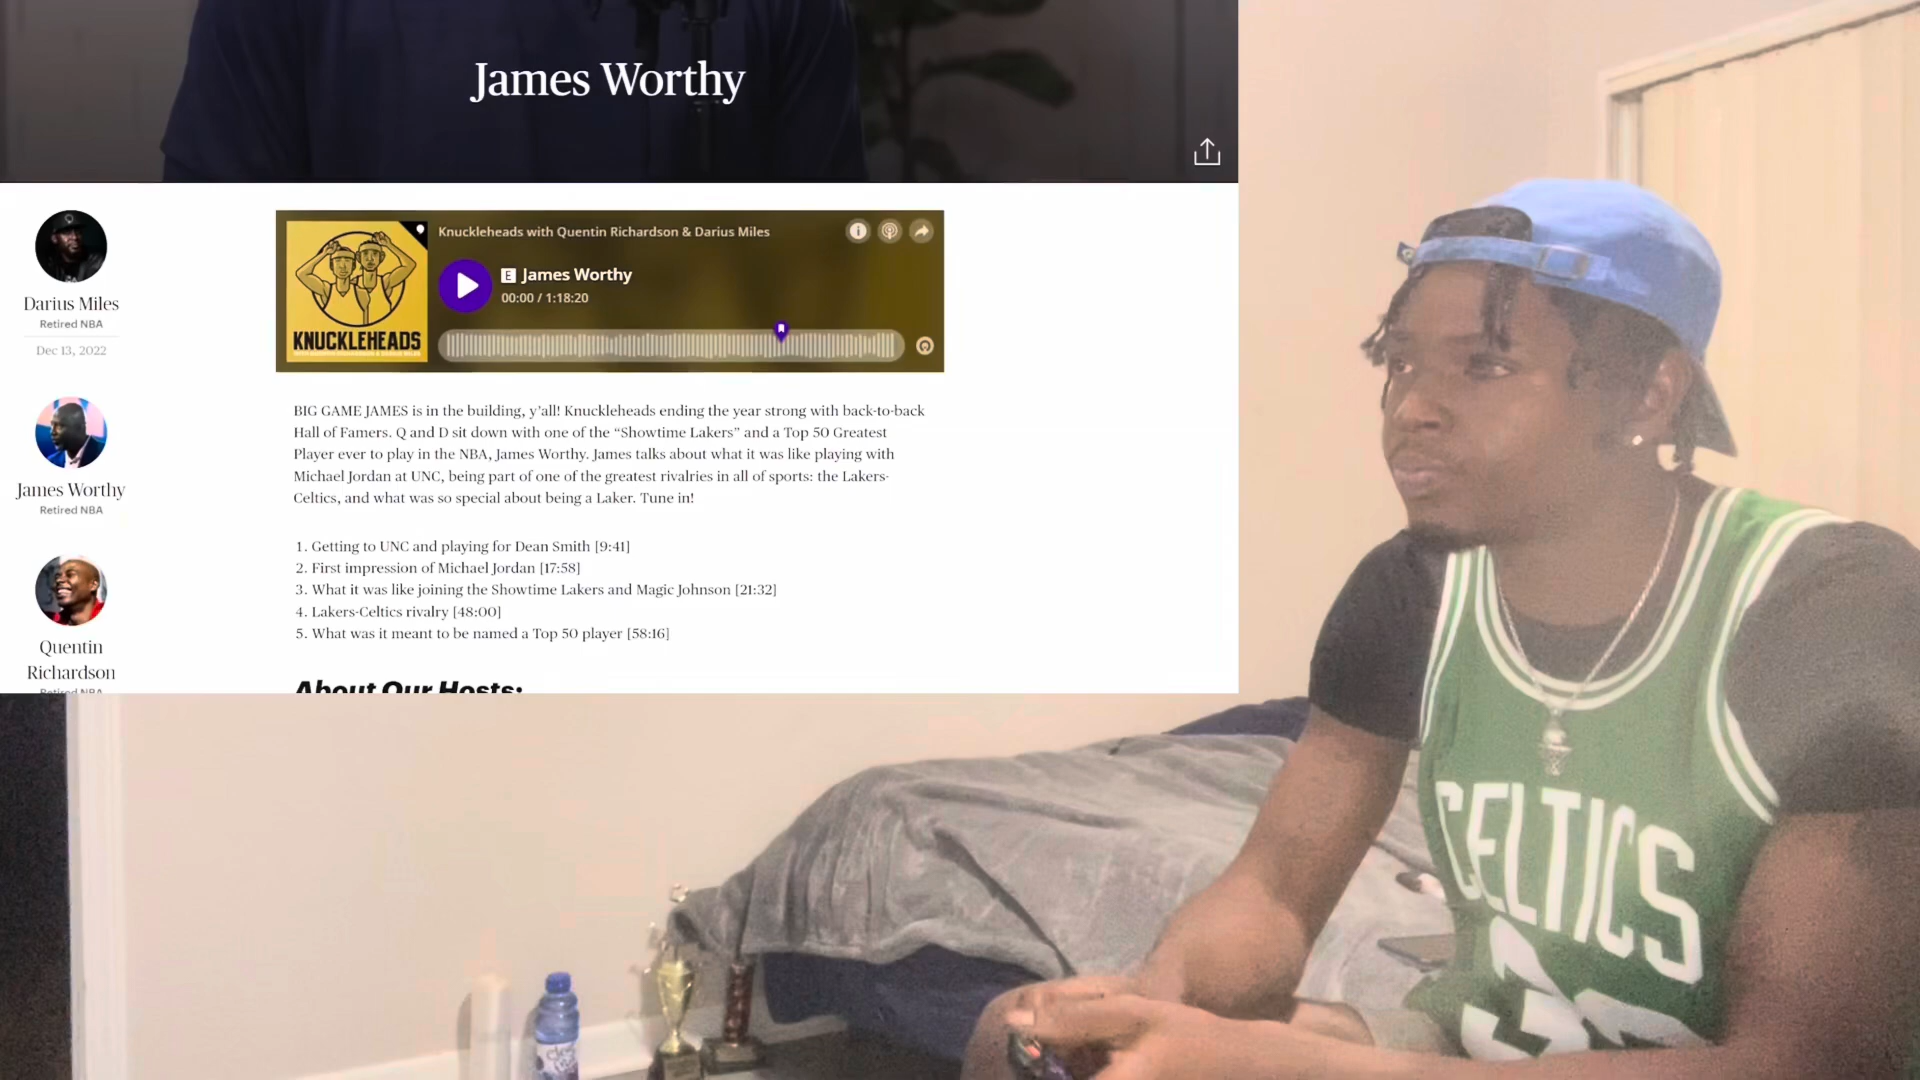 James Worthy
Darius Miles
Retired NBA
Dec 13, 2022
James Worthy
Retired NBA
Quentin
Richardson
Retired NBA
Knuckleheads with Quentin Richardson & Darius Miles
E James Worthy
00:00 / 1:18:20
KNUCKLEHEADS
BIG GAME JAMES is in the building, y'all! Knuckleheads ending the year strong with back-to-back
Hall of Famers. Q and D sit down with one of the “Showtime Lakers” and a Top 50 Greatest
Player ever to play in the NBA, James Worthy. James talks about what it was like playing with
Michael Jordan at UNC, being part of one of the greatest rivalries in all of sports: the Lakers-
Celtics, and what was so special about being a Laker. Tune in!
1. Getting to UNC and playing for Dean Smith [9:41]
2. First impression of Michael Jordan [17:58]
3. What it was like joining the Showtime Lakers and Magic Johnson [21:32]
4. Lakers-Celtics rivalry [48:00]
5. What was it meant to be named a Top 50 player [58:16]
About Our Hosts:
CELTICS